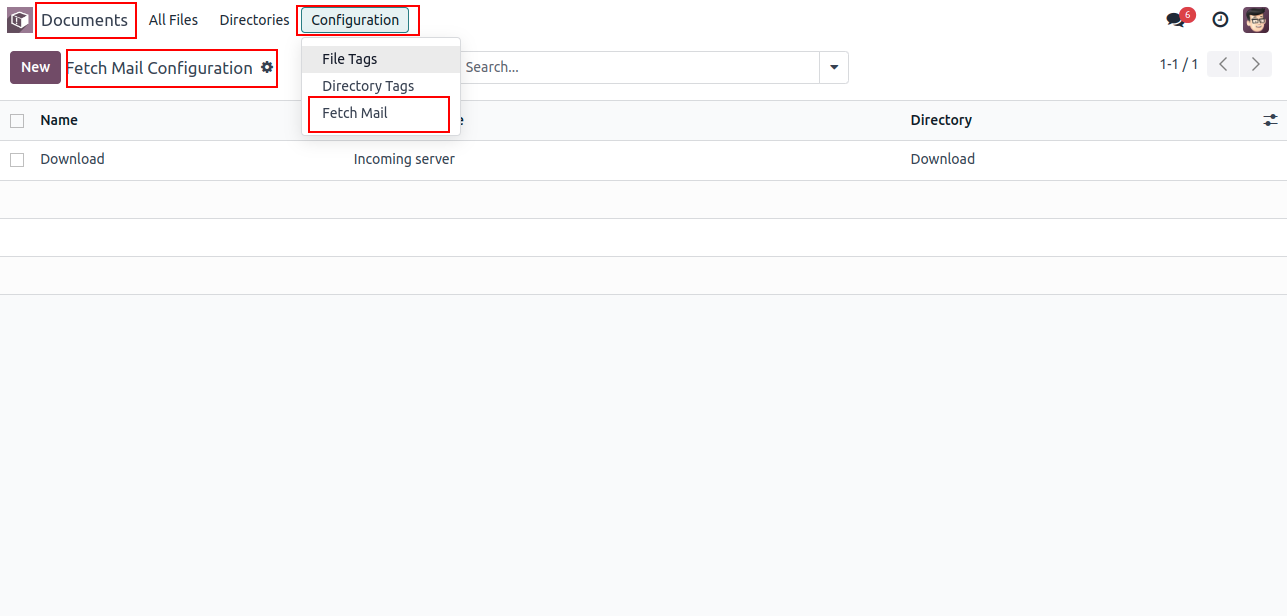 Documents All Files Directories Configuration 6
New Fetch Mail Configuration Search... 1-1 / 1
File Tags
Directory Tags
Fetch Mail
Name Directory
Download Incoming server Download